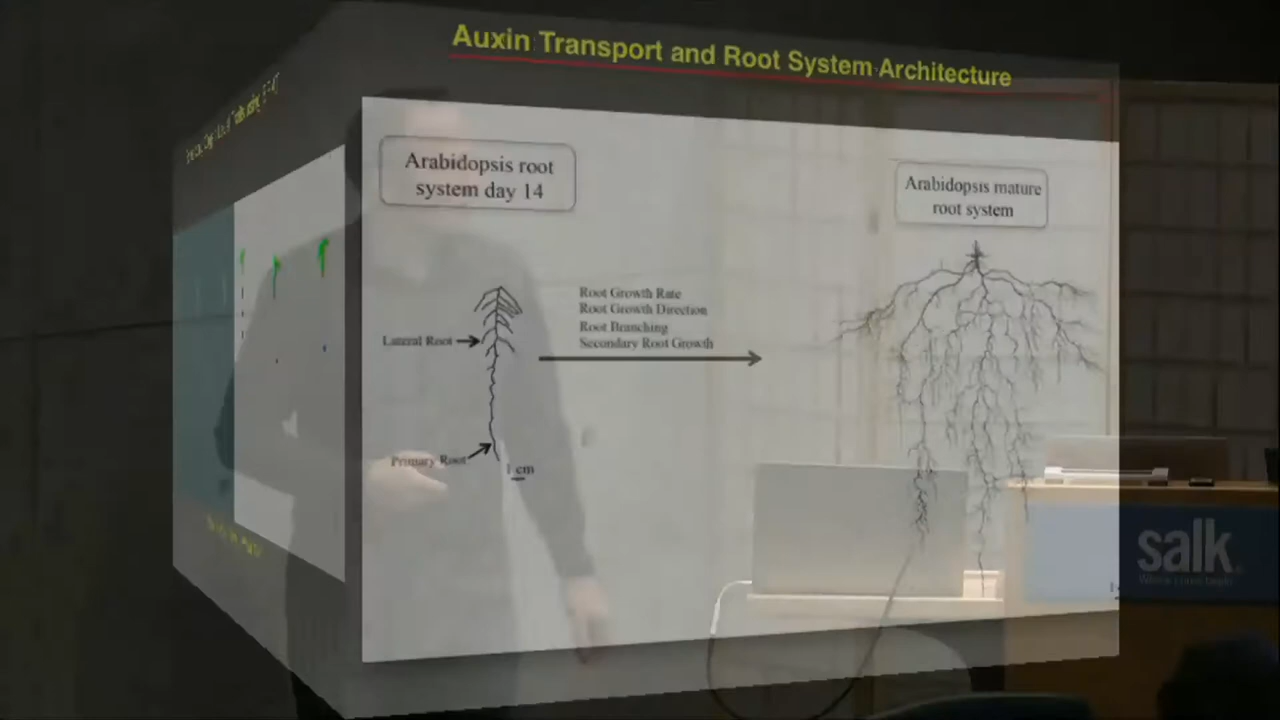 Auxin Transport and Root System Architecture
Arabidopsis root
system day 14
Arabidopsis mature
root system
Root Growth Rate
Root Growth Direction
Root Branching
Secondary Root Growth
Lateral Root
Primary Root
1 cm
salk